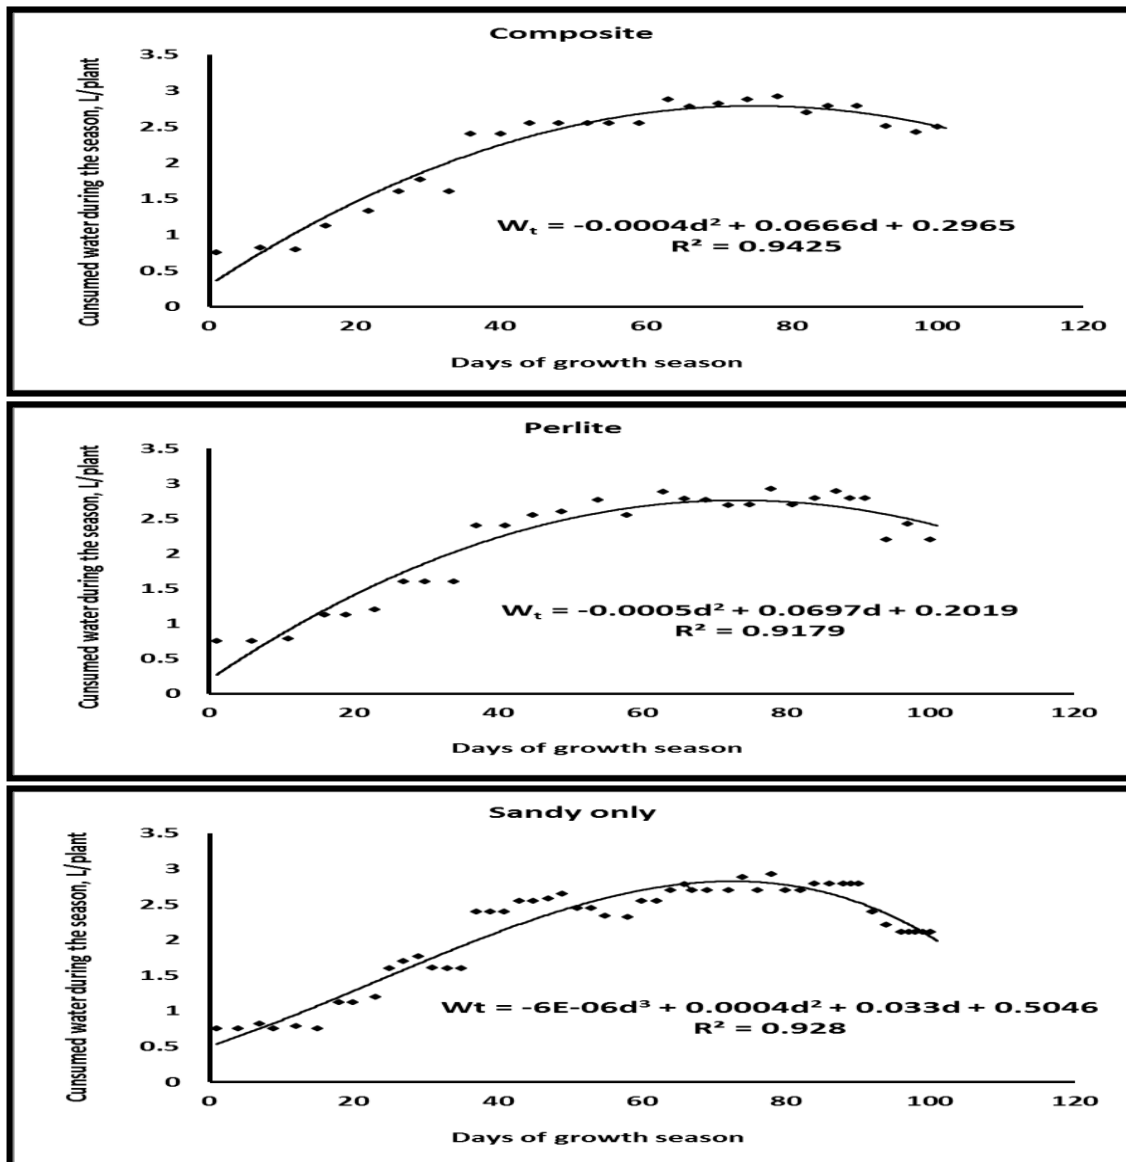 Composite
Cunsumed water during the season, L/plant
3.5
3
2.5
2
1.5
1
0.5
0
W_t = -0.0004d² + 0.0666d + 0.2965
R² = 0.9425
0 20 40 60 80 100 120
Days of growth season
Perlite
Cunsumed water during the season, L/plant
3.5
3
2.5
2
1.5
1
0.5
0
W_t = -0.0005d² + 0.0697d + 0.2019
R² = 0.9179
0 20 40 60 80 100 120
Days of growth season
Sandy only
Cunsumed water during the season, L/plant
3.5
3
2.5
2
1.5
1
0.5
0
Wt = -6E-06d³ + 0.0004d² + 0.033d + 0.5046
R² = 0.928
0 20 40 60 80 100 120
Days of growth season